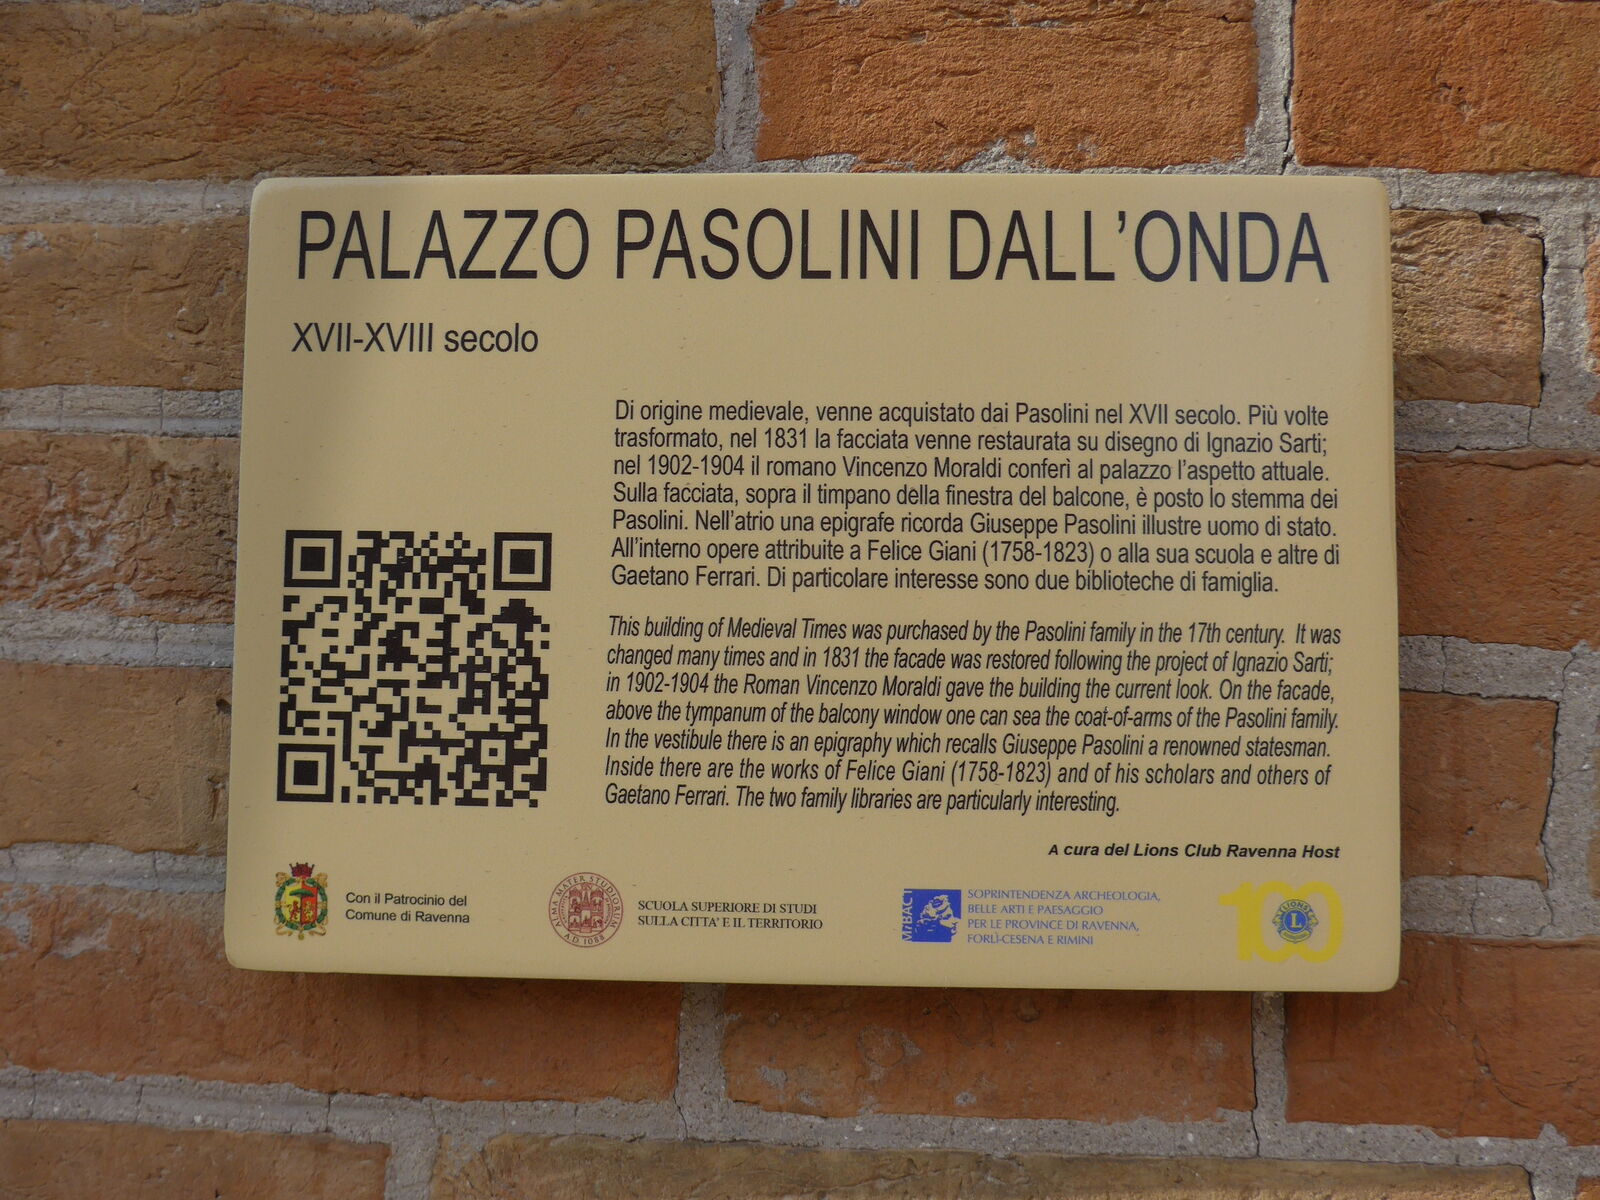 PALAZZO PASOLINI DALL'ONDA
XVII-XVIII secolo
Di origine medievale, venne acquistato dai Pasolini nel XVII secolo. Più volte
trasformato, nel 1831 la facciata venne restaurata su disegno di Ignazio Sarti;
nel 1902-1904 il romano Vincenzo Moraldi conferì al palazzo l'aspetto attuale.
Sulla facciata, sopra il timpano della finestra del balcone, è posto lo stemma dei
Pasolini. Nell'atrio una epigrafe ricorda Giuseppe Pasolini illustre uomo di stato.
All'interno opere attribuite a Felice Giani (1758-1823) o alla sua scuola e altre di
Gaetano Ferrari. Di particolare interesse sono due biblioteche di famiglia.
This building of Medieval Times was purchased by the Pasolini family in the 17th century. It was
changed many times and in 1831 the facade was restored following the project of Ignazio Sarti;
in 1902-1904 the Roman Vincenzo Moraldi gave the building the current look. On the facade,
above the tympanum of the balcony window one can sea the coat-of-arms of the Pasolini family.
In the vestibule there is an epigraphy which recalls Giuseppe Pasolini a renowned statesman.
Inside there are the works of Felice Giani (1758-1823) and of his scholars and others of
Gaetano Ferrari. The two family libraries are particularly interesting.
A cura del Lions Club Ravenna Host
Con il Patrocinio del
Comune di Ravenna
ALMA MATER STUDIORUM
A.D. 1088
SCUOLA SUPERIORE DI STUDI
SULLA CITTA' E IL TERRITORIO
MiBACT
SOPRINTENDENZA ARCHEOLOGIA,
BELLE ARTI E PAESAGGIO
PER LE PROVINCE DI RAVENNA,
FORLÌ-CESENA E RIMINI
100
LIONS
L